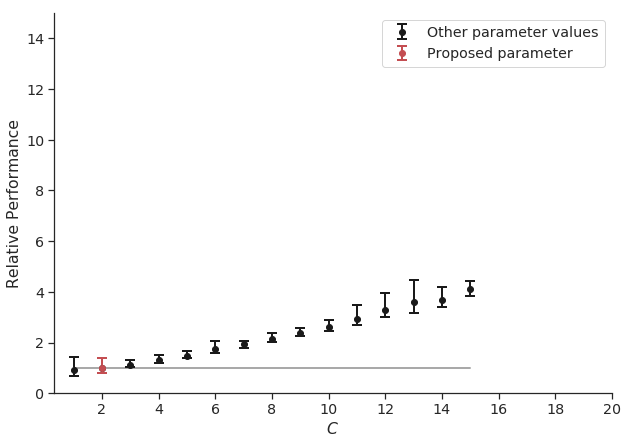 Other parameter values
Proposed parameter
Relative Performance
14
12
10
8
6
4
2
0
2 4 6 8 10 12 14 16 18 20
C